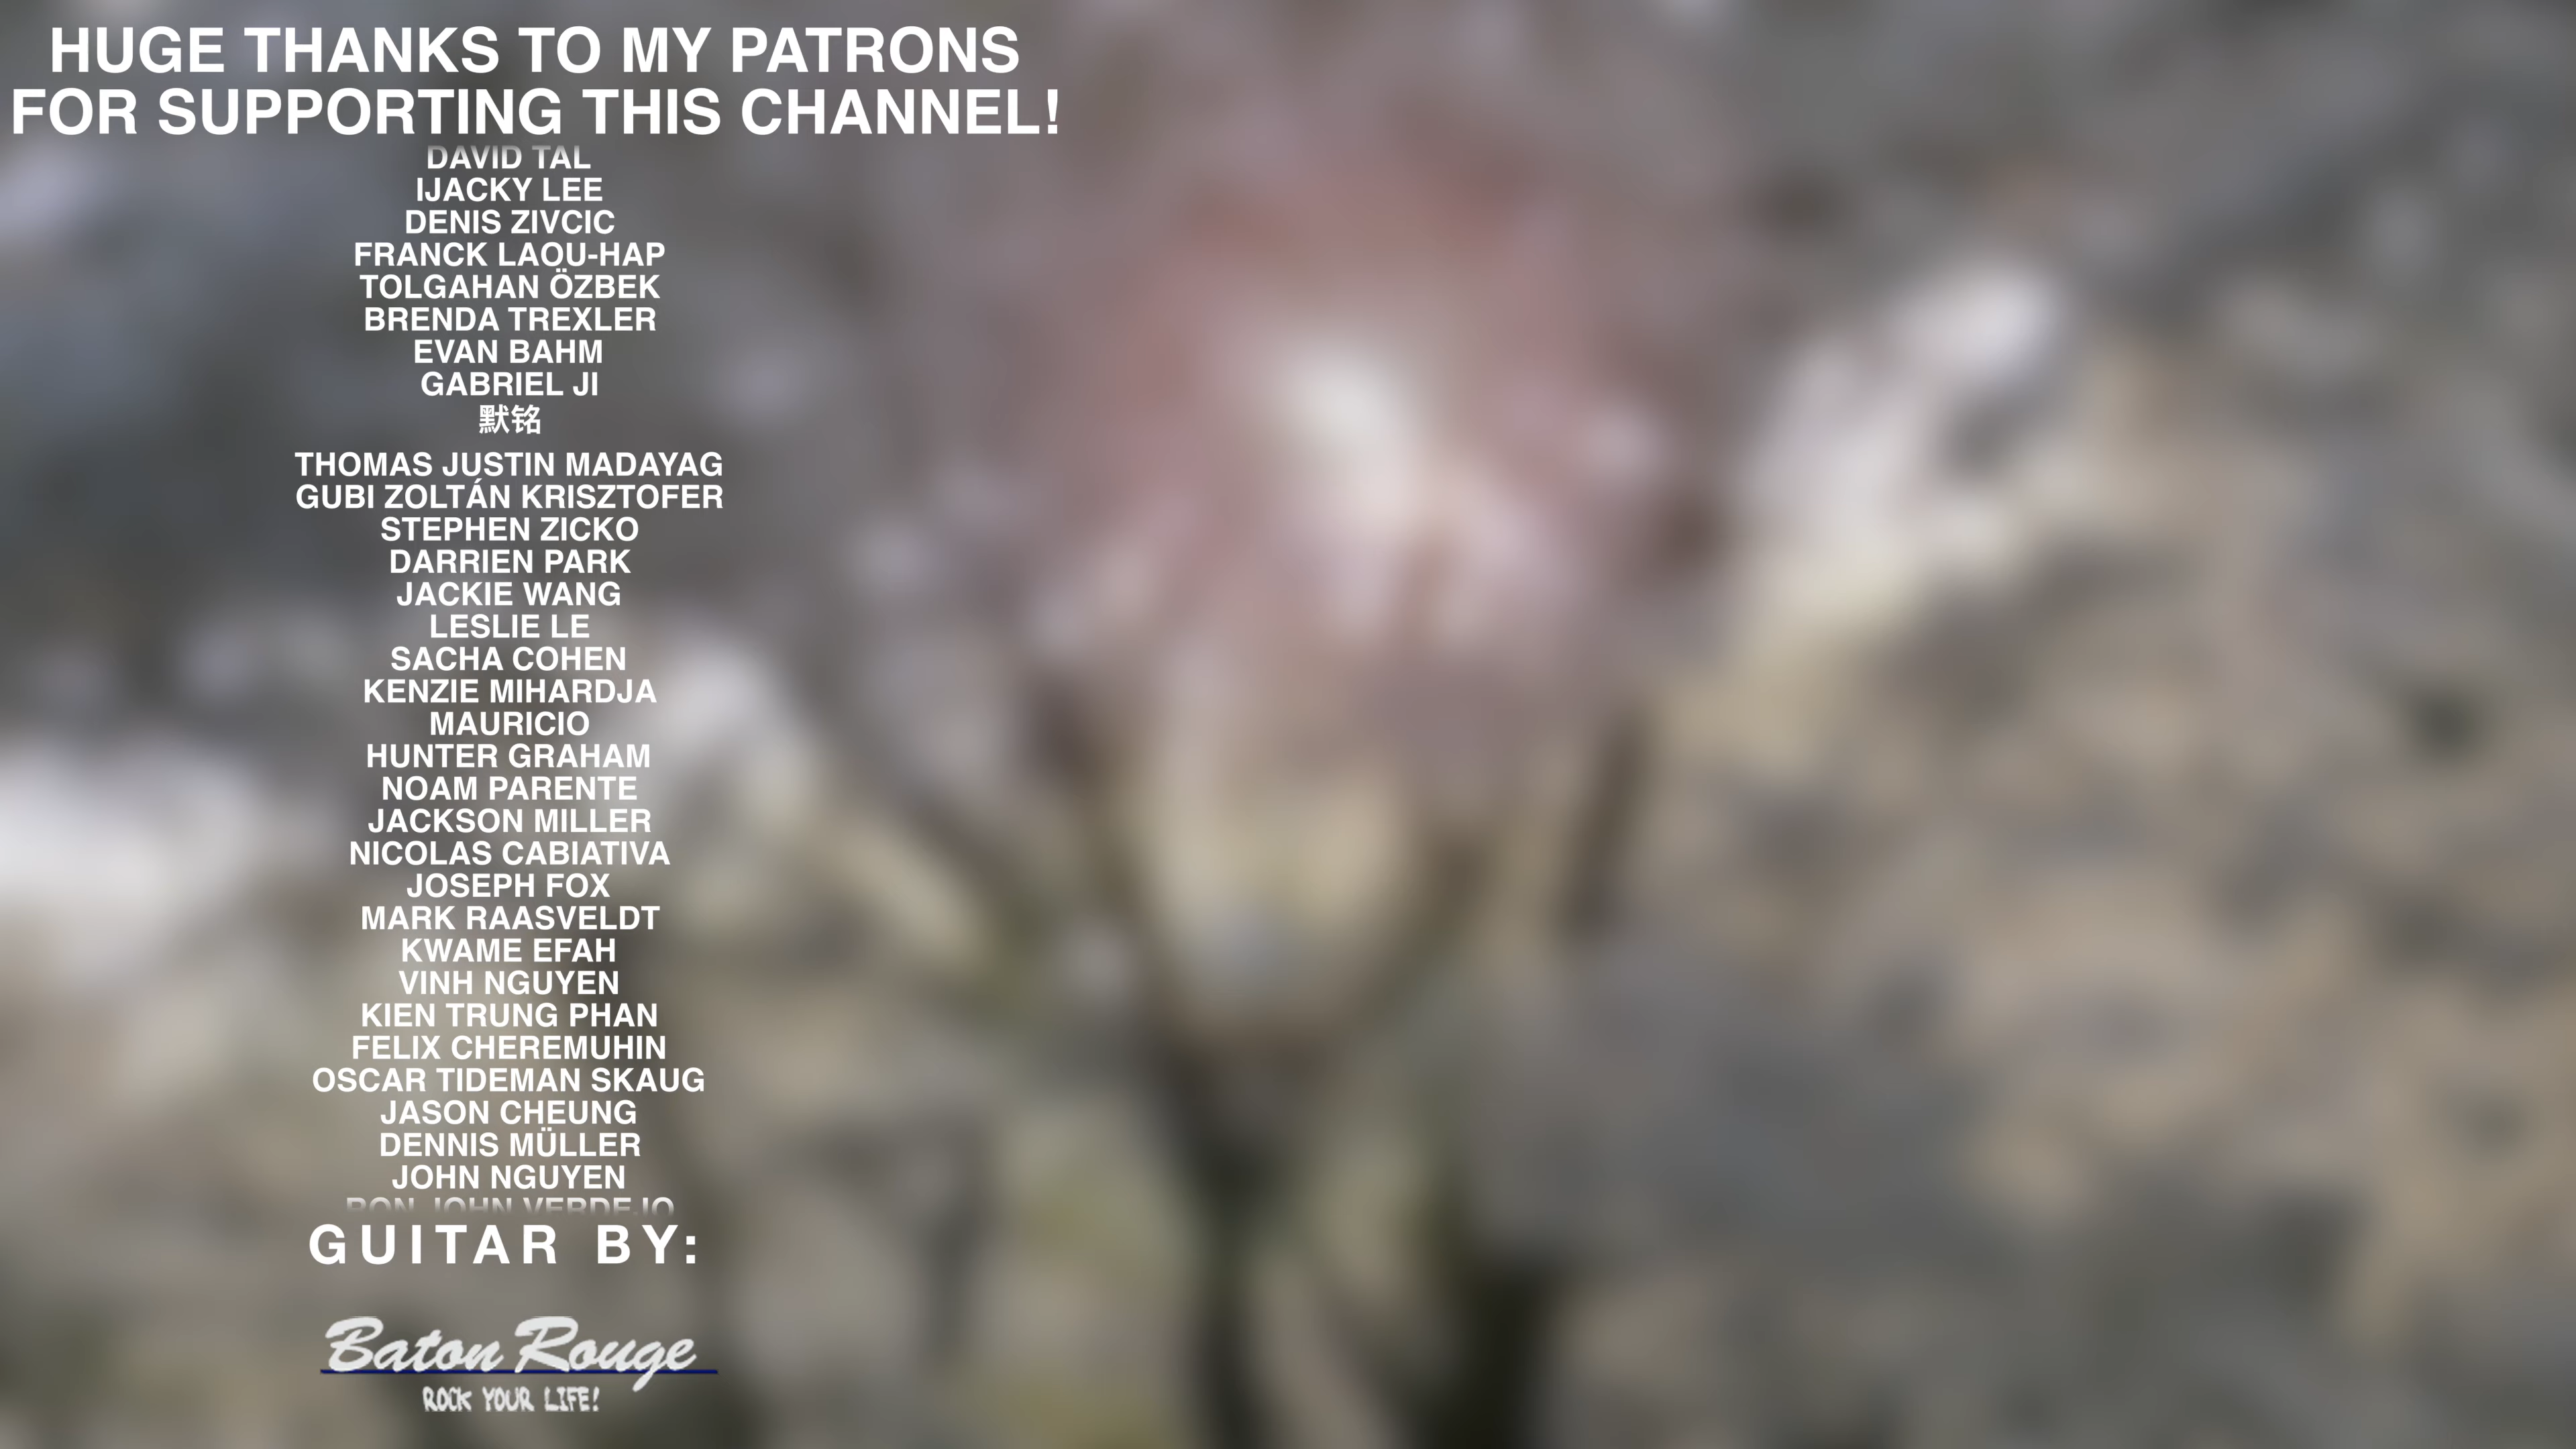 HUGE THANKS TO MY PATRONS
FOR SUPPORTING THIS CHANNEL!
DAVID TAL
IJACKY LEE
DENIS ZIVCIC
FRANCK LAOU-HAP
TOLGAHAN ÖZBEK
BRENDA TREXLER
EVAN BAHM
GABRIEL JI
默铭
THOMAS JUSTIN MADAYAG
GUBI ZOLTÁN KRISZTOFER
STEPHEN ZICKO
DARRIEN PARK
JACKIE WANG
LESLIE LE
SACHA COHEN
KENZIE MIHARDJA
MAURICIO
HUNTER GRAHAM
NOAM PARENTE
JACKSON MILLER
NICOLAS CABIATIVA
JOSEPH FOX
MARK RAASVELDT
KWAME EFAH
VINH NGUYEN
KIEN TRUNG PHAN
FELIX CHEREMUHIN
OSCAR TIDEMAN SKAUG
JASON CHEUNG
DENNIS MÜLLER
JOHN NGUYEN
RON JOHN VERDEJO
GUITAR BY:
Baton Rouge
ROCK YOUR LIFE!